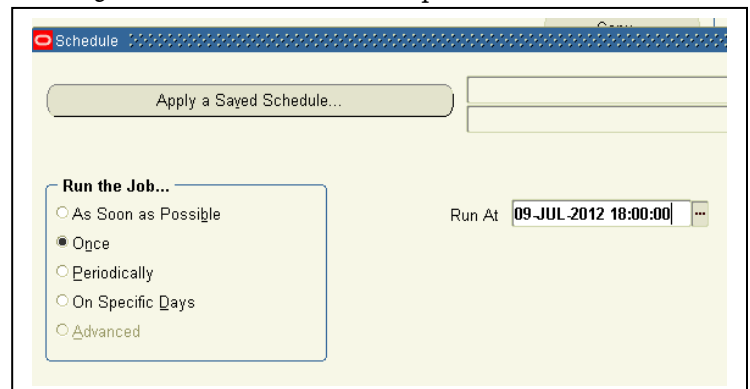 Schedule
Apply a Saved Schedule...
Run the Job...
As Soon as Possible
Once
Periodically
On Specific Days
Advanced
Run At 09-JUL-2012 18:00:00 ...